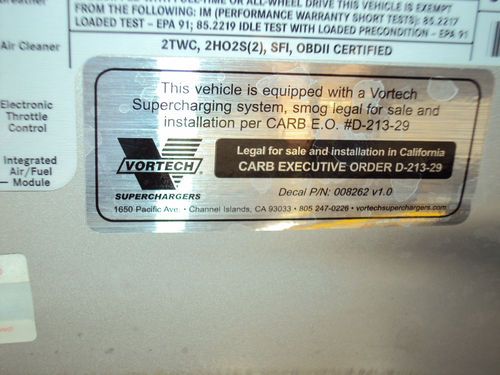 FROM THE FOLLOWING: IM (PERFORMANCE WARRANTY SHORT TESTS): 85.2217
LOADED TEST – EPA 91; 85.2219 IDLE TEST WITH LOADED PRECONDITION – EPA 91
2TWC, 2HO2S(2), SFI, OBDII CERTIFIED
Air Cleaner
Electronic
Throttle
Control
Integrated
Air/Fuel
– Module
This vehicle is equipped with a Vortech
Supercharging system, smog legal for sale and
installation per CARB E.O. #D-213-29
VORTECH
SUPERCHARGERS
Legal for sale and installation in California
CARB EXECUTIVE ORDER D-213-29
Decal P/N: 008262 v1.0
1650 Pacific Ave. • Channel Islands, CA 93033 • 805 247-0226 • vortechsuperchargers.com